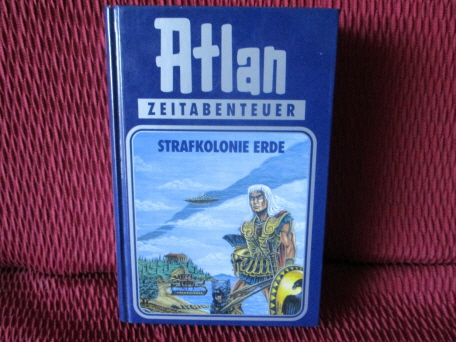 Atlan
ZEITABENTEUER
STRAFKOLONIE ERDE